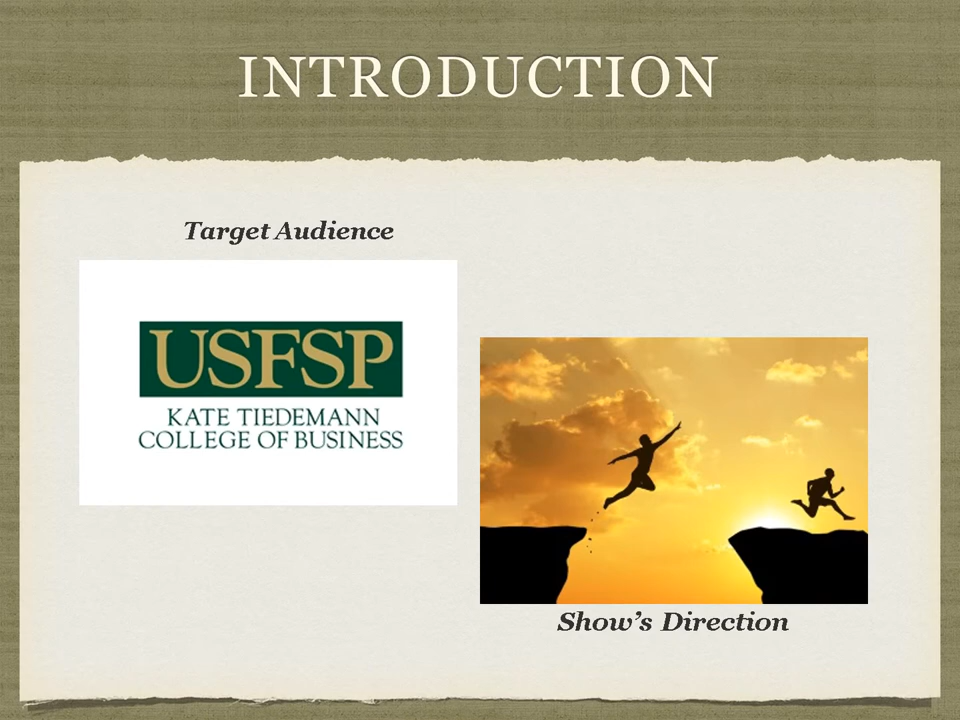 INTRODUCTION
Target Audience
USFSP
KATE TIEDEMANN
COLLEGE OF BUSINESS
Show's Direction